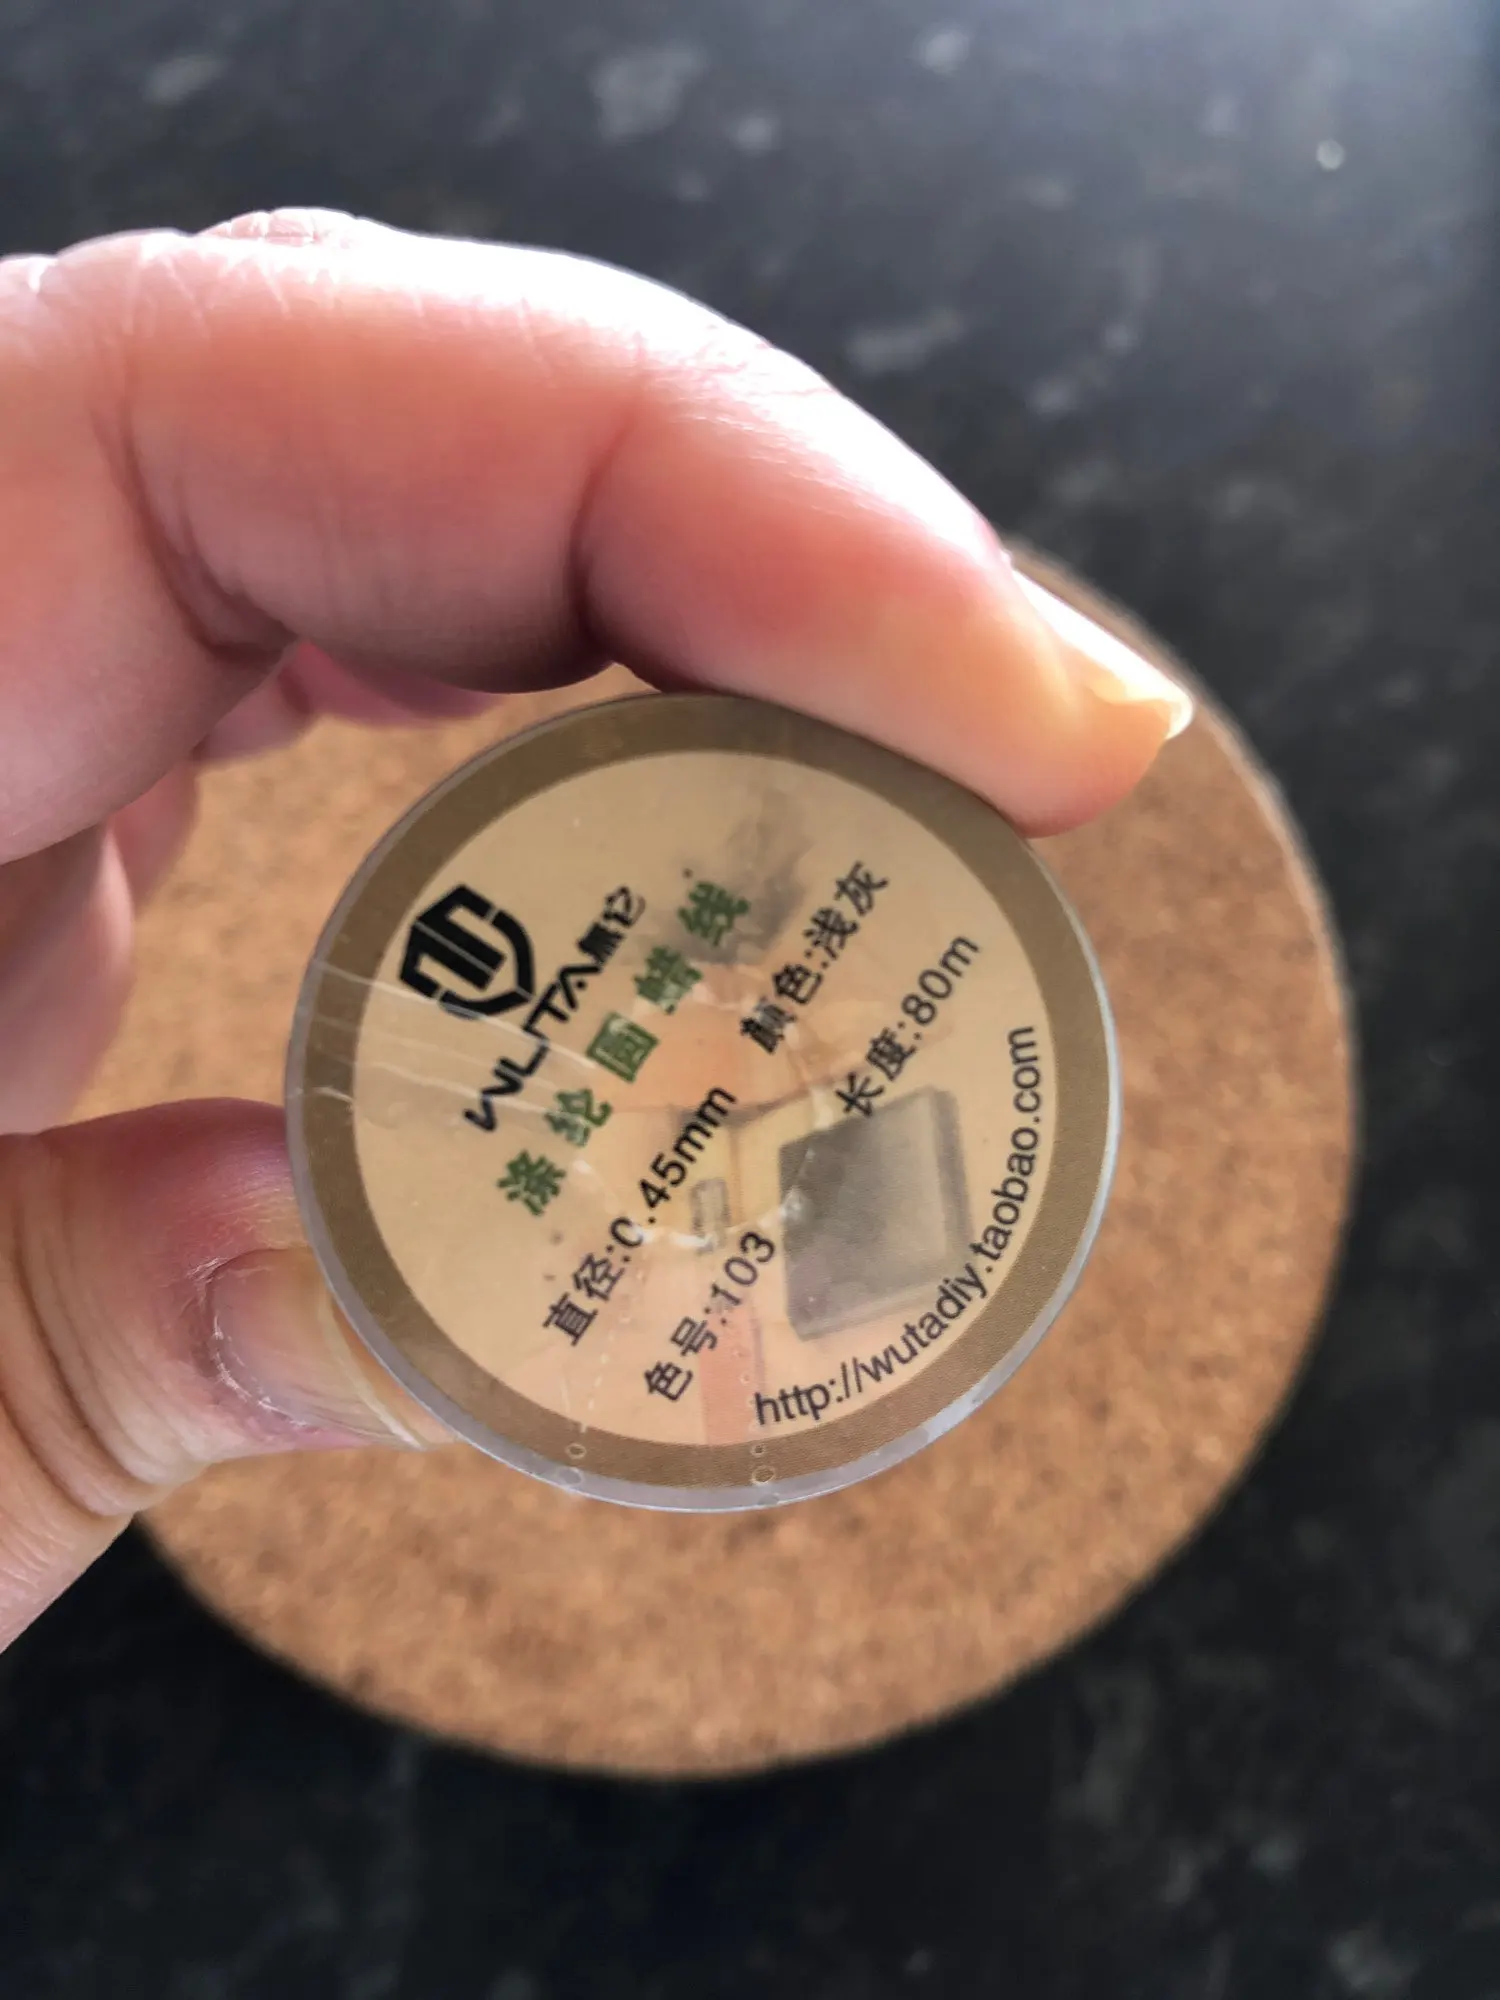 WUTA無它
涤纶圆蜡线
直径:0.45mm
颜色:浅灰
色号:103
长度:80m
http://wutadiy.taobao.com